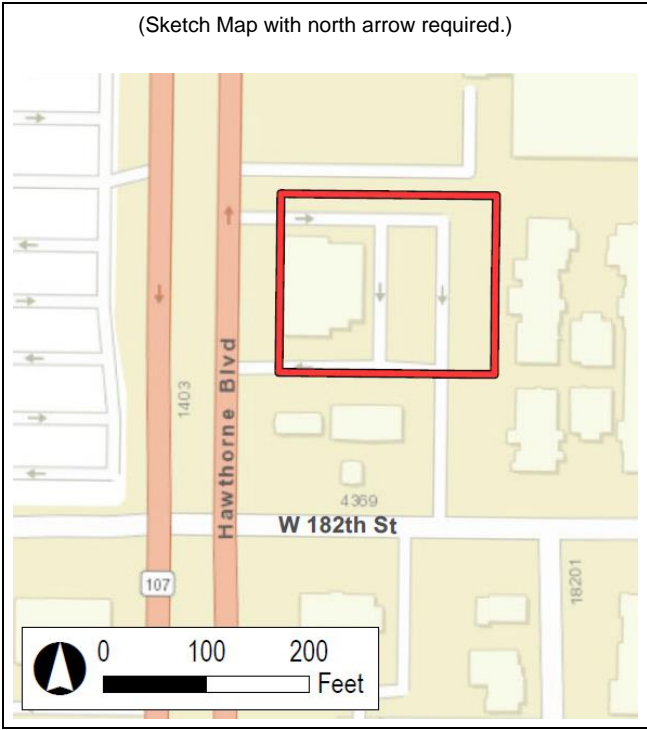 (Sketch Map with north arrow required.)
Hawthorne Blvd
1403
4369
W 182th St
107
18201
0 100 200
Feet